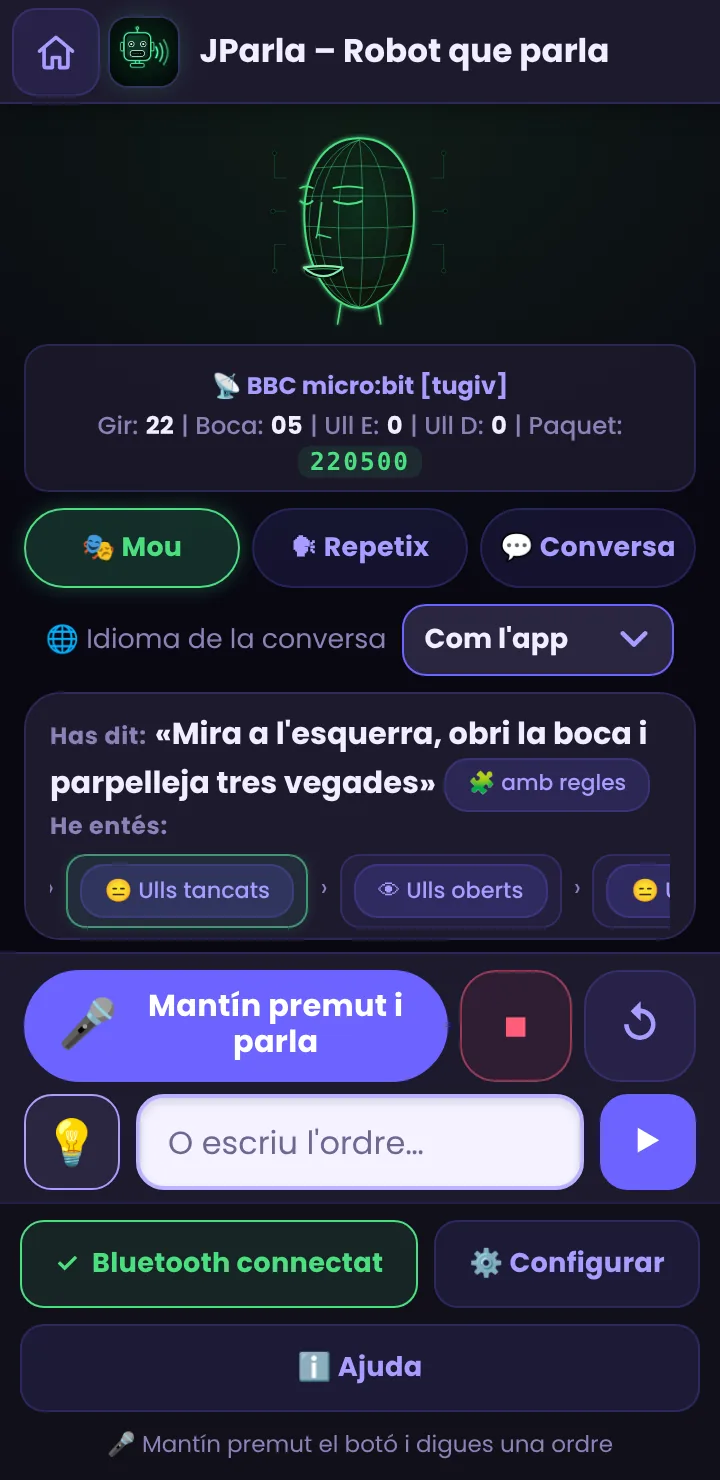 JParla – Robot que parla
📡 BBC micro:bit [tugiv]
Gir: 22 | Boca: 05 | Ull E: 0 | Ull D: 0 | Paquet:
220500
🎭 Mou
🗣 Repetix
💬 Conversa
🌐 Idioma de la conversa
Com l'app
Has dit: «Mira a l'esquerra, obri la boca i
parpelleja tres vegades» 🧩 amb regles
He entés:
› 😑 Ulls tancats › 👁 Ulls oberts › 😑
🎤 Mantín premut i
parla
O escriu l'ordre...
✓ Bluetooth connectat
⚙️ Configurar
ℹ️ Ajuda
🎤 Mantín premut el botó i digues una ordre